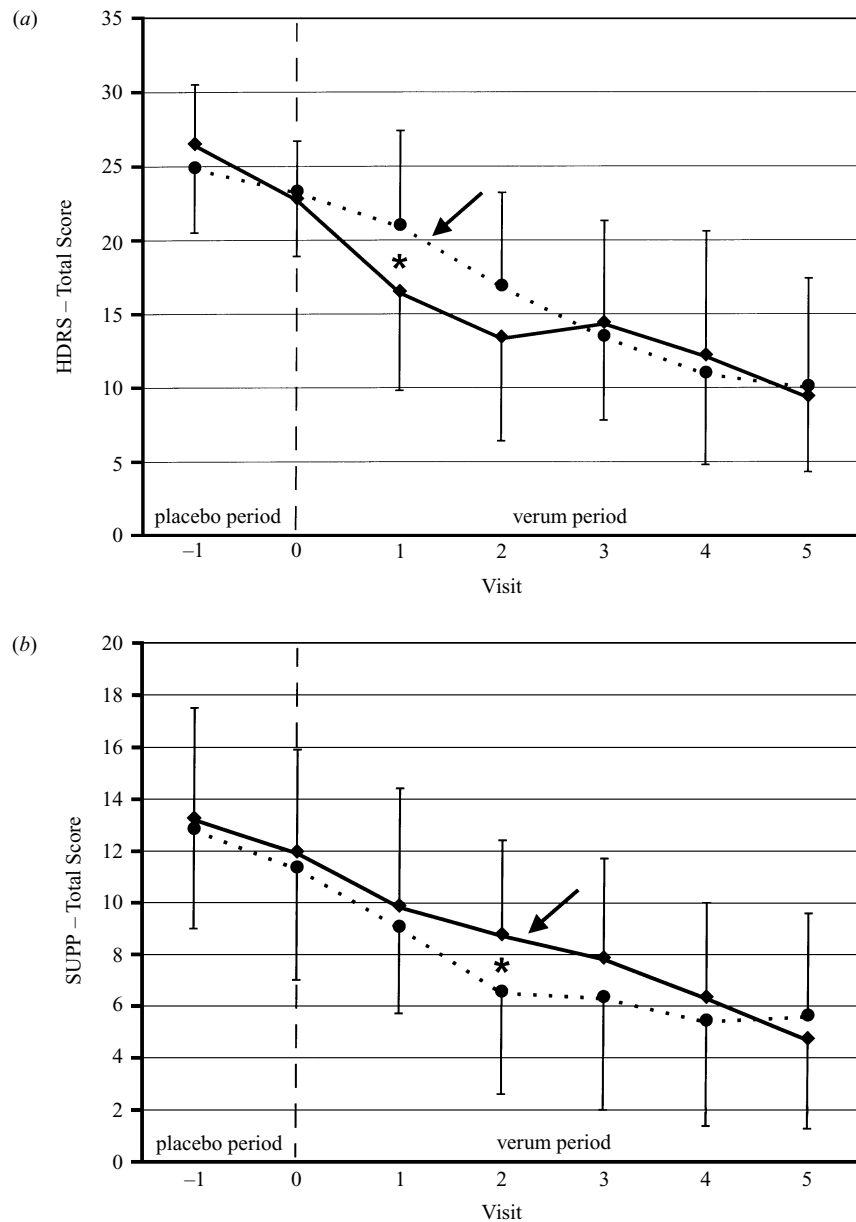 (a)
35
30
25
20
15
10
5
0
HDRS – Total Score
*
placebo period
verum period
–1 0 1 2 3 4 5
Visit
(b)
20
18
16
14
12
10
8
6
4
2
0
SUPP – Total Score
*
placebo period
verum period
–1 0 1 2 3 4 5
Visit